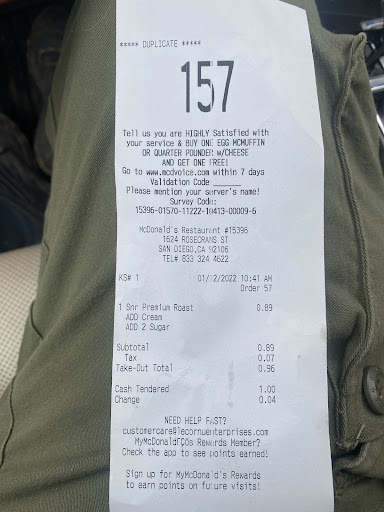 ***** DUPLICATE *****
157
Tell us you are HIGHLY Satisfied with
your service & BUY ONE EGG MCMUFFIN
OR QUARTER POUNDER w/CHEESE
AND GET ONE FREE!
Go to www.mcdvoice.com within 7 days
Validation Code:_____
Please mention your server's name!
Survey Code:
15396-01570-11222-10413-00009-6
McDonald's Restaurant #15396
1624 ROSECRANS ST
SAN DIEGO,CA 92106
TEL# 833 324 4622
KS# 1 01/12/2022 10:41 AM
Order 57
1 Snr Premium Roast 0.89
ADD Cream
ADD 2 Sugar
Subtotal 0.89
Tax 0.07
Take-Out Total 0.96
Cash Tendered 1.00
Change 0.04
NEED HELP FAST?
customercare@lecornuenterprises.com
MyMcDonaldΓÇÖs Rewards Member?
Check the app to see points earned!
Sign up for MyMcDonald's Rewards
to earn points on future visits!